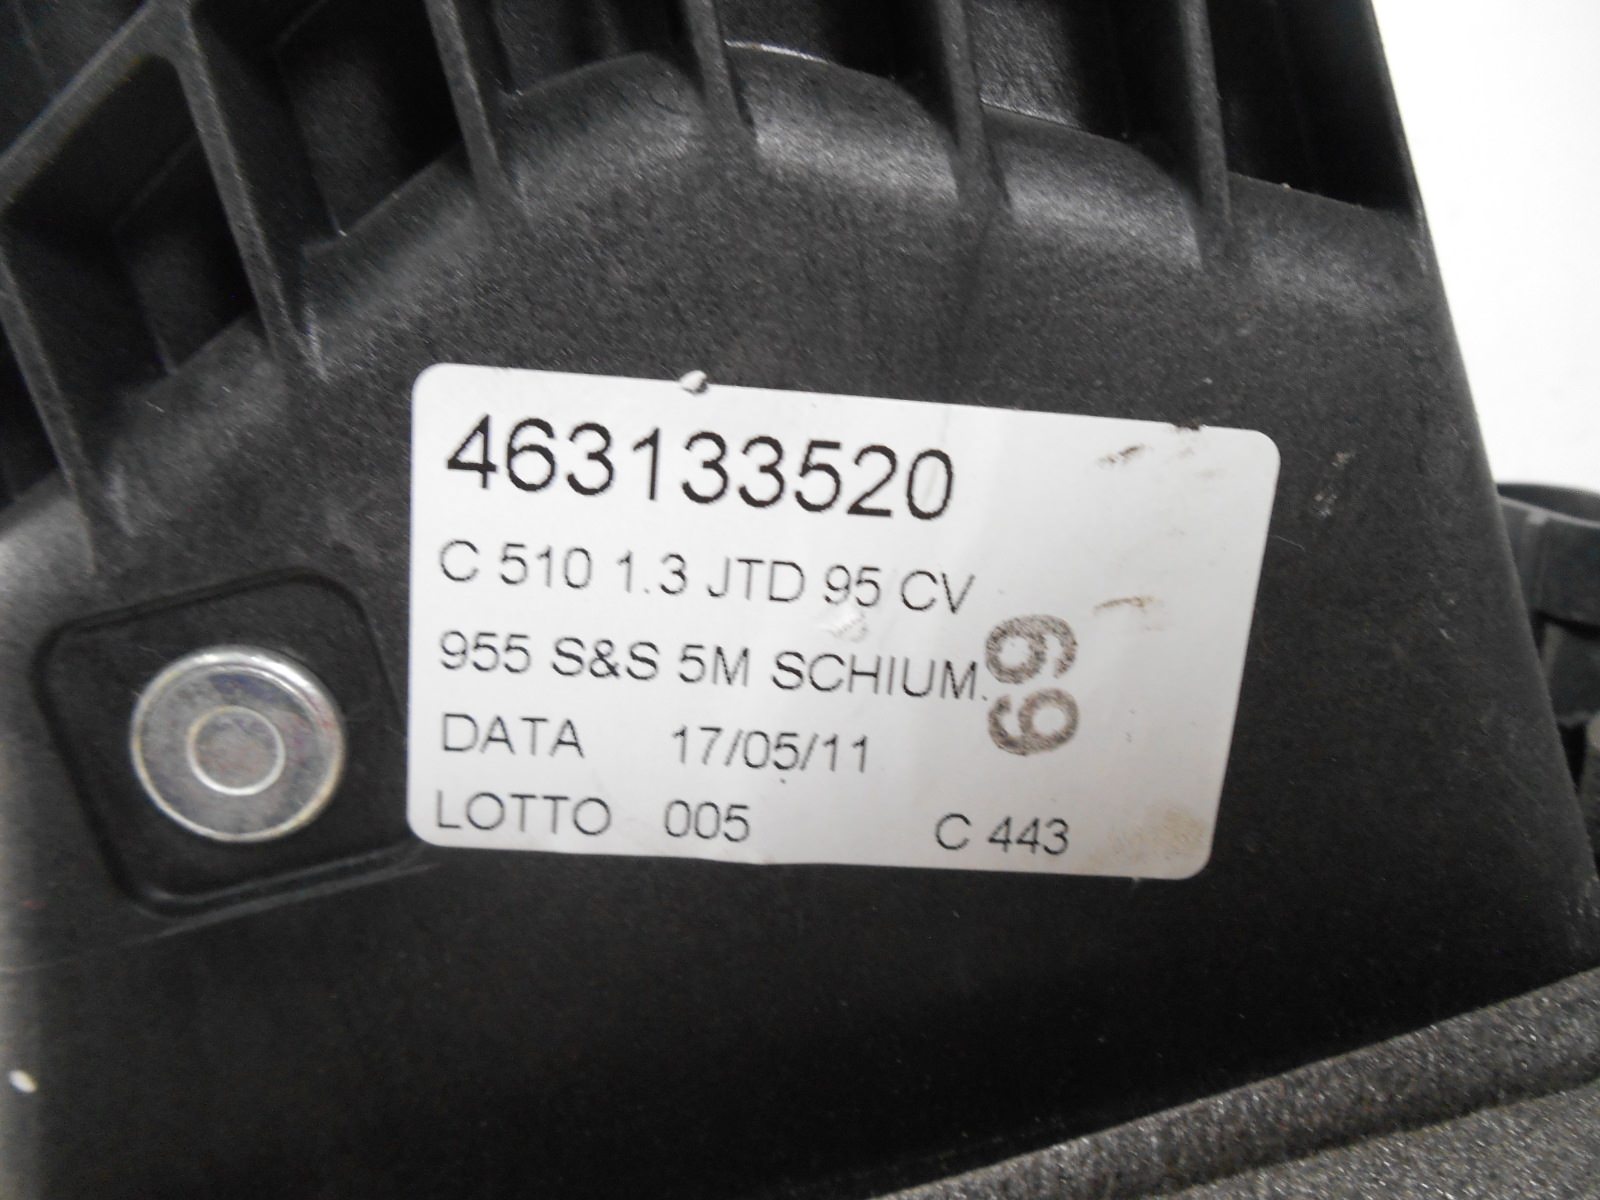 463133520
C 510 1.3 JTD 95 CV
955 S&S 5M SCHIUM.
69
DATA 17/05/11
LOTTO 005 C 443